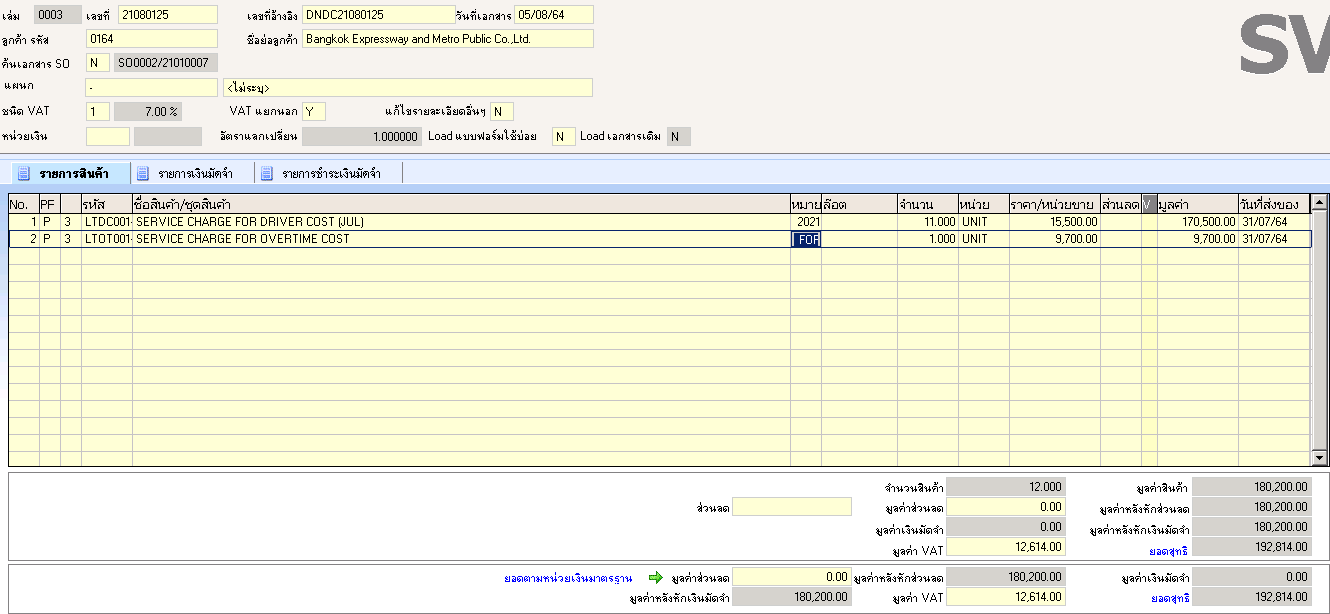 เล่ม 0003 เลขที่ 21080125 เลขที่อ้างอิง DNDC21080125 วันที่เอกสาร 05/08/64
ลูกค้า รหัส 0164 ชื่อย่อลูกค้า Bangkok Expressway and Metro Public Co.,Ltd.
ค้นเอกสาร SO N SO0002/21010007
แผนก - <ไม่ระบุ>
ชนิด VAT 1 7.00 % VAT แยกนอก Y แก้ไขรายละเอียดอื่นๆ N
หน่วยเงิน อัตราแลกเปลี่ยน 1.000000 Load แบบฟอร์มใช้บ่อย N Load เอกสารเดิม N
รายการสินค้า รายการเงินมัดจำ รายการชำระเงินมัดจำ
No. PF รหัส ชื่อสินค้า/ชุดสินค้า หมาย ล๊อต จำนวน หน่วย ราคา/หน่วยขาย ส่วนลด V มูลค่า วันที่ส่งของ
1 P 3 LTDC001- SERVICE CHARGE FOR DRIVER COST (JUL) 2021 11.000 UNIT 15,500.00 170,500.00 31/07/64
2 P 3 LTOT001- SERVICE CHARGE FOR OVERTIME COST FOR 1.000 UNIT 9,700.00 9,700.00 31/07/64
จำนวนสินค้า 12.000 มูลค่าสินค้า 180,200.00
ส่วนลด มูลค่าส่วนลด 0.00 มูลค่าหลังหักส่วนลด 180,200.00
มูลค่าเงินมัดจำ 0.00 มูลค่าหลังหักเงินมัดจำ 180,200.00
มูลค่า VAT 12,614.00 ยอดสุทธิ 192,814.00
ยอดตามหน่วยเงินมาตรฐาน มูลค่าส่วนลด 0.00 มูลค่าหลังหักส่วนลด 180,200.00 มูลค่าเงินมัดจำ 0.00
มูลค่าหลังหักเงินมัดจำ 180,200.00 มูลค่า VAT 12,614.00 ยอดสุทธิ 192,814.00